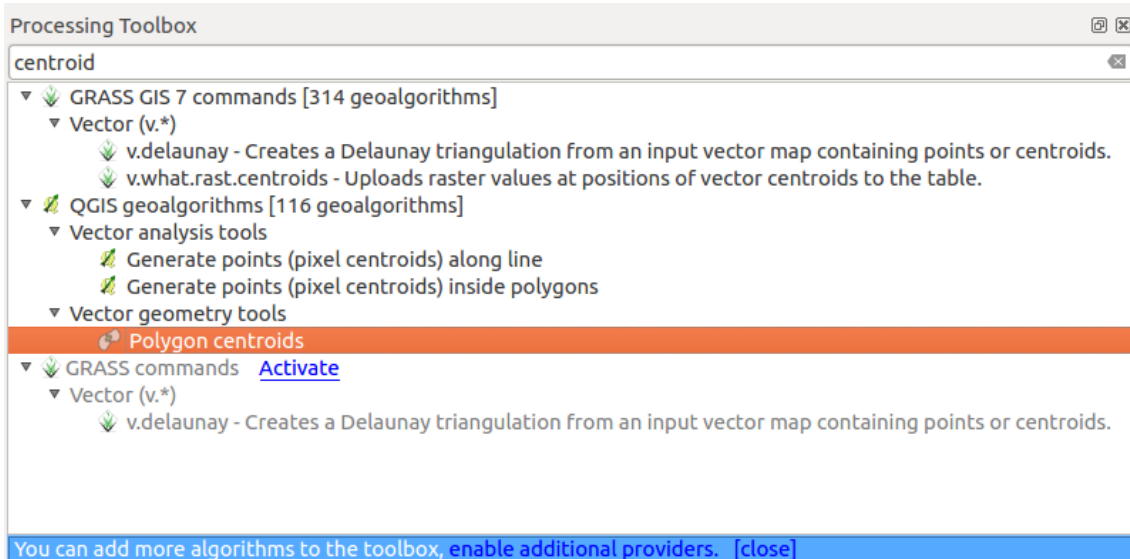 Processing Toolbox
centroid
GRASS GIS 7 commands [314 geoalgorithms]
Vector (v.*)
v.delaunay - Creates a Delaunay triangulation from an input vector map containing points or centroids.
v.what.rast.centroids - Uploads raster values at positions of vector centroids to the table.
QGIS geoalgorithms [116 geoalgorithms]
Vector analysis tools
Generate points (pixel centroids) along line
Generate points (pixel centroids) inside polygons
Vector geometry tools
Polygon centroids
GRASS commands Activate
Vector (v.*)
v.delaunay - Creates a Delaunay triangulation from an input vector map containing points or centroids.
You can add more algorithms to the toolbox, enable additional providers. [close]